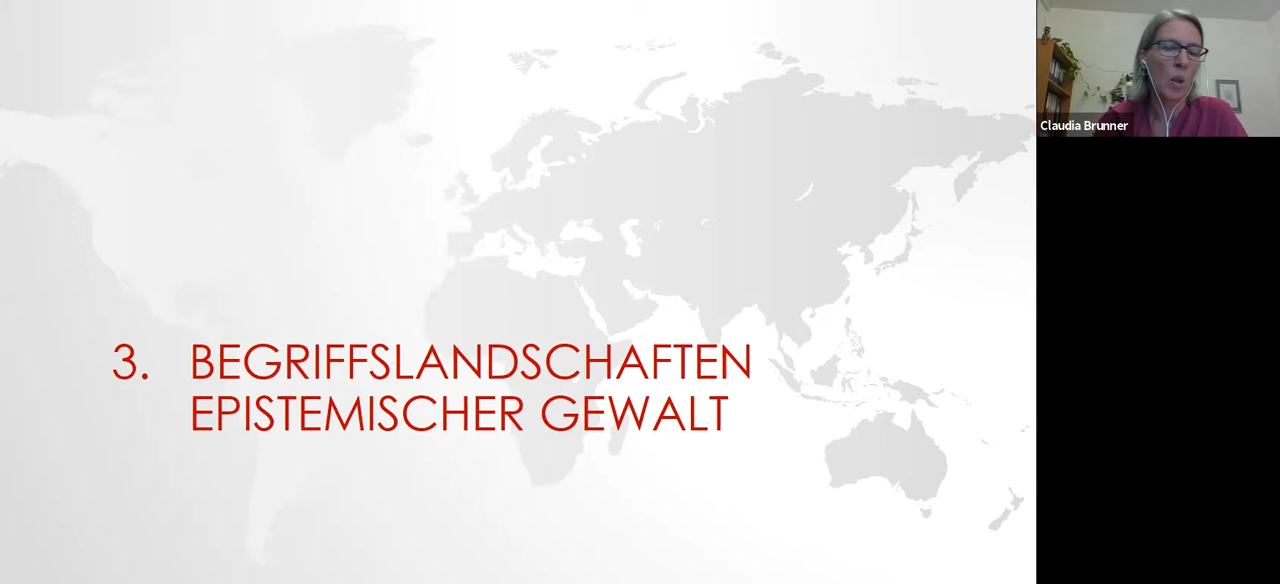 3. BEGRIFFSLANDSCHAFTEN
EPISTEMISCHER GEWALT
Claudia Brunner